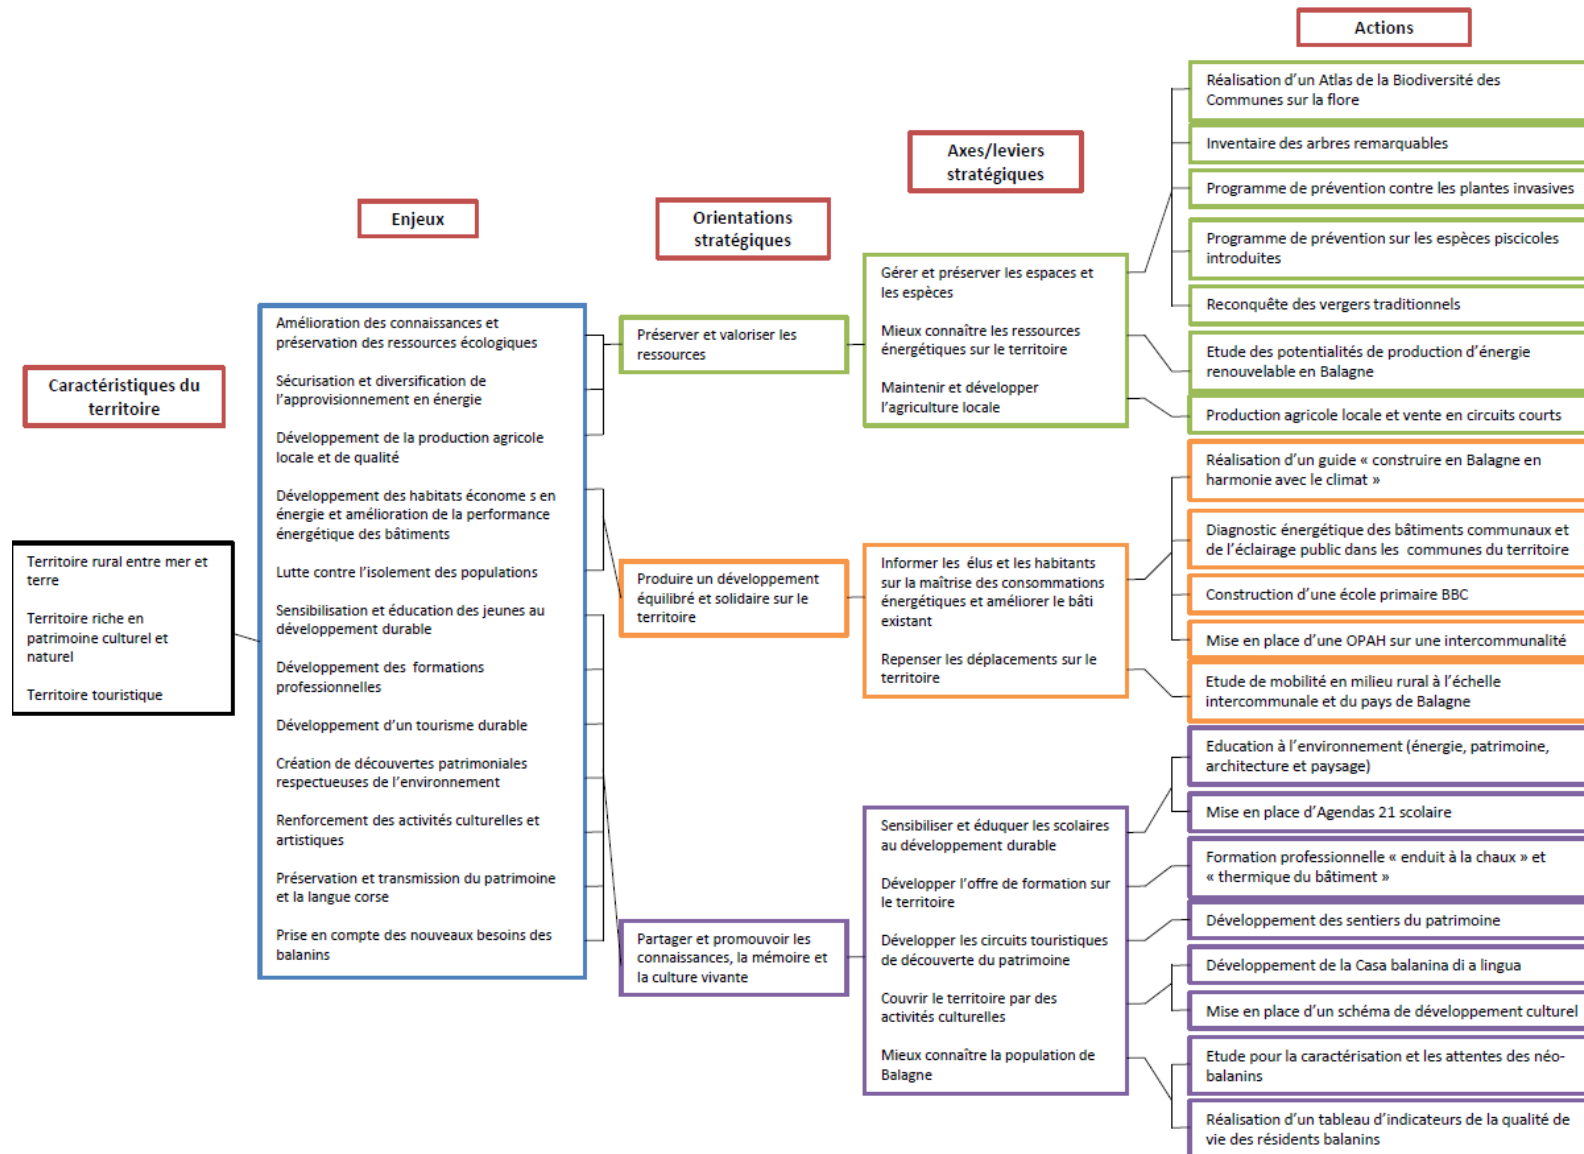 Caractéristiques du
territoire
Territoire rural entre mer et
terre
Territoire riche en
patrimoine culturel et
naturel
Territoire touristique
Enjeux
Amélioration des connaissances et
préservation des ressources écologiques
Sécurisation et diversification de
l’approvisionnement en énergie
Développement de la production agricole
locale et de qualité
Développement des habitats économe s en
énergie et amélioration de la performance
énergétique des bâtiments
Lutte contre l’isolement des populations
Sensibilisation et éducation des jeunes au
développement durable
Développement des formations
professionnelles
Développement d’un tourisme durable
Création de découvertes patrimoniales
respectueuses de l’environnement
Renforcement des activités culturelles et
artistiques
Préservation et transmission du patrimoine
et la langue corse
Prise en compte des nouveaux besoins des
balanins
Orientations
stratégiques
Préserver et valoriser les
ressources
Produire un développement
équilibré et solidaire sur le
territoire
Partager et promouvoir les
connaissances, la mémoire et
la culture vivante
Axes/leviers
stratégiques
Gérer et préserver les espaces et
les espèces
Mieux connaître les ressources
énergétiques sur le territoire
Maintenir et développer
l’agriculture locale
Informer les élus et les habitants
sur la maîtrise des consommations
énergétiques et améliorer le bâti
existant
Repenser les déplacements sur le
territoire
Sensibiliser et éduquer les scolaires
au développement durable
Développer l’offre de formation sur
le territoire
Développer les circuits touristiques
de découverte du patrimoine
Couvrir le territoire par des
activités culturelles
Mieux connaître la population de
Balagne
Actions
Réalisation d’un Atlas de la Biodiversité des
Communes sur la flore
Inventaire des arbres remarquables
Programme de prévention contre les plantes invasives
Programme de prévention sur les espèces piscicoles
introduites
Reconquête des vergers traditionnels
Etude des potentialités de production d’énergie
renouvelable en Balagne
Production agricole locale et vente en circuits courts
Réalisation d’un guide « construire en Balagne en
harmonie avec le climat »
Diagnostic énergétique des bâtiments communaux et
de l’éclairage public dans les communes du territoire
Construction d’une école primaire BBC
Mise en place d’une OPAH sur une intercommunalité
Etude de mobilité en milieu rural à l’échelle
intercommunale et du pays de Balagne
Education à l’environnement (énergie, patrimoine,
architecture et paysage)
Mise en place d’Agendas 21 scolaire
Formation professionnelle « enduit à la chaux » et
« thermique du bâtiment »
Développement des sentiers du patrimoine
Développement de la Casa balanina di a lingua
Mise en place d’un schéma de développement culturel
Etude pour la caractérisation et les attentes des néo-
balanins
Réalisation d’un tableau d’indicateurs de la qualité de
vie des résidents balanins